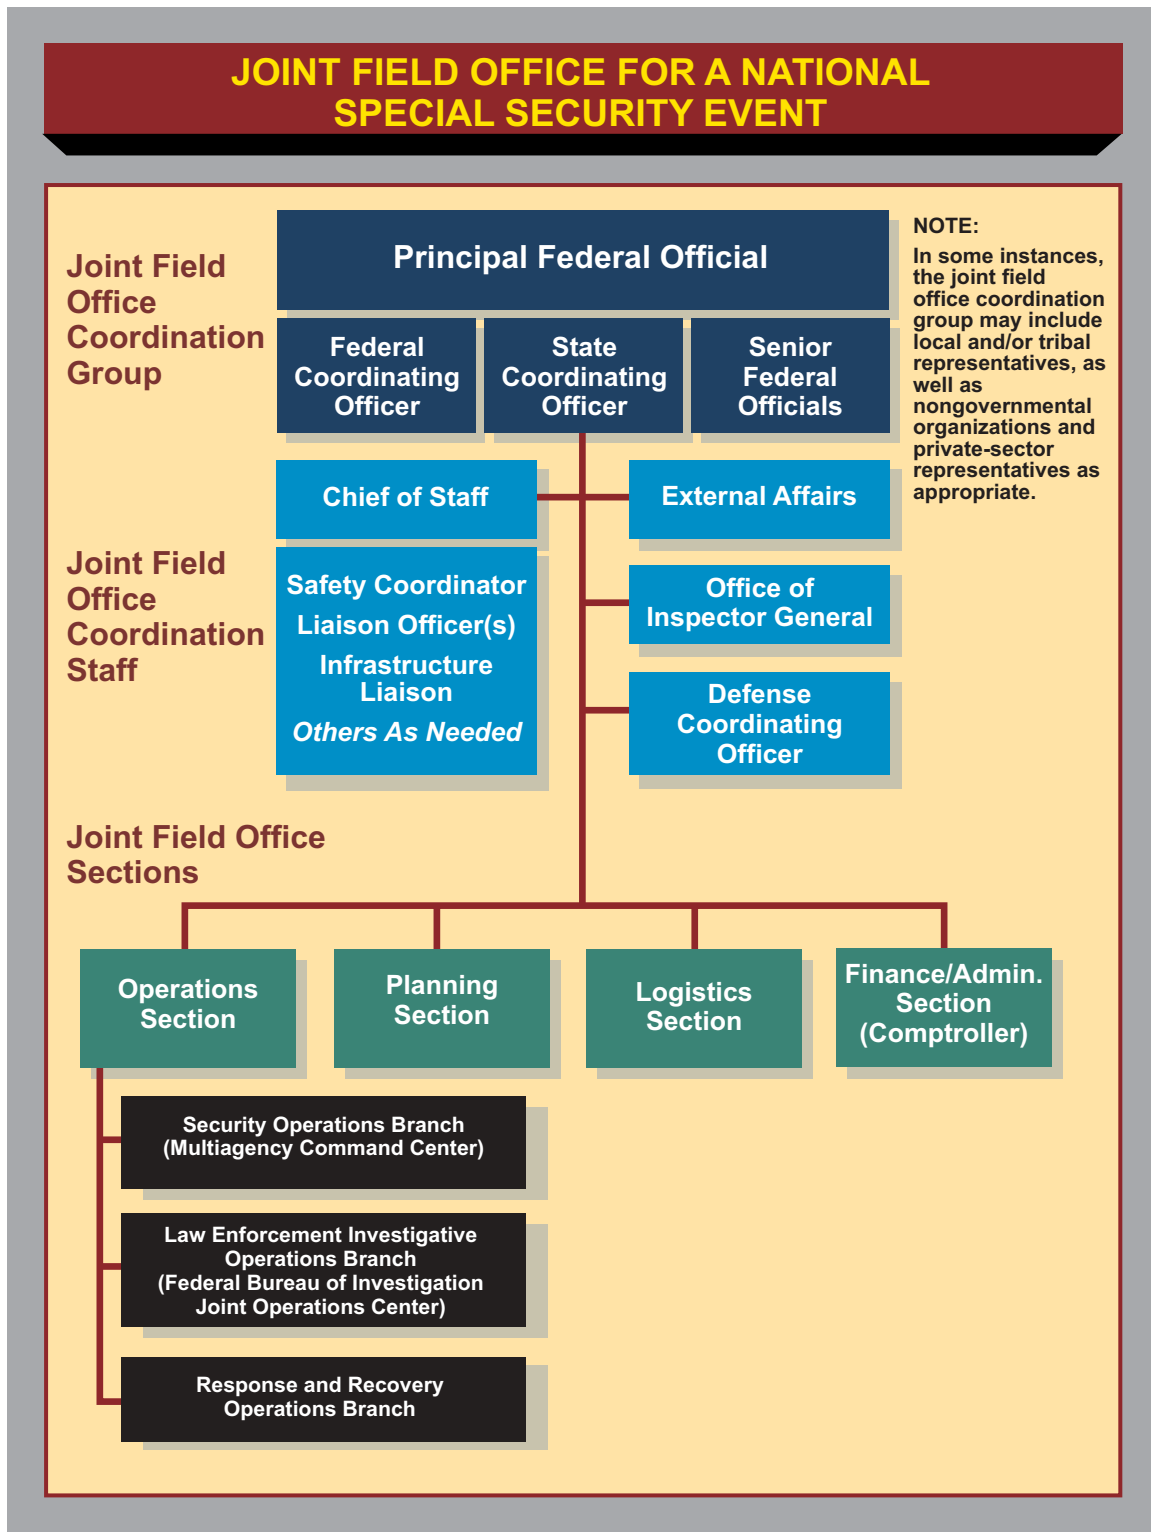 JOINT FIELD OFFICE FOR A NATIONAL
SPECIAL SECURITY EVENT
Joint Field
Office
Coordination
Group
Principal Federal Official
Federal
Coordinating
Officer
State
Coordinating
Officer
Senior
Federal
Officials
NOTE:
In some instances,
the joint field
office coordination
group may include
local and/or tribal
representatives, as
well as
nongovernmental
organizations and
private-sector
representatives as
appropriate.
Joint Field
Office
Coordination
Staff
Chief of Staff
Safety Coordinator
Liaison Officer(s)
Infrastructure
Liaison
Others As Needed
External Affairs
Office of
Inspector General
Defense
Coordinating
Officer
Joint Field Office
Sections
Operations
Section
Planning
Section
Logistics
Section
Finance/Admin.
Section
(Comptroller)
Security Operations Branch
(Multiagency Command Center)
Law Enforcement Investigative
Operations Branch
(Federal Bureau of Investigation
Joint Operations Center)
Response and Recovery
Operations Branch